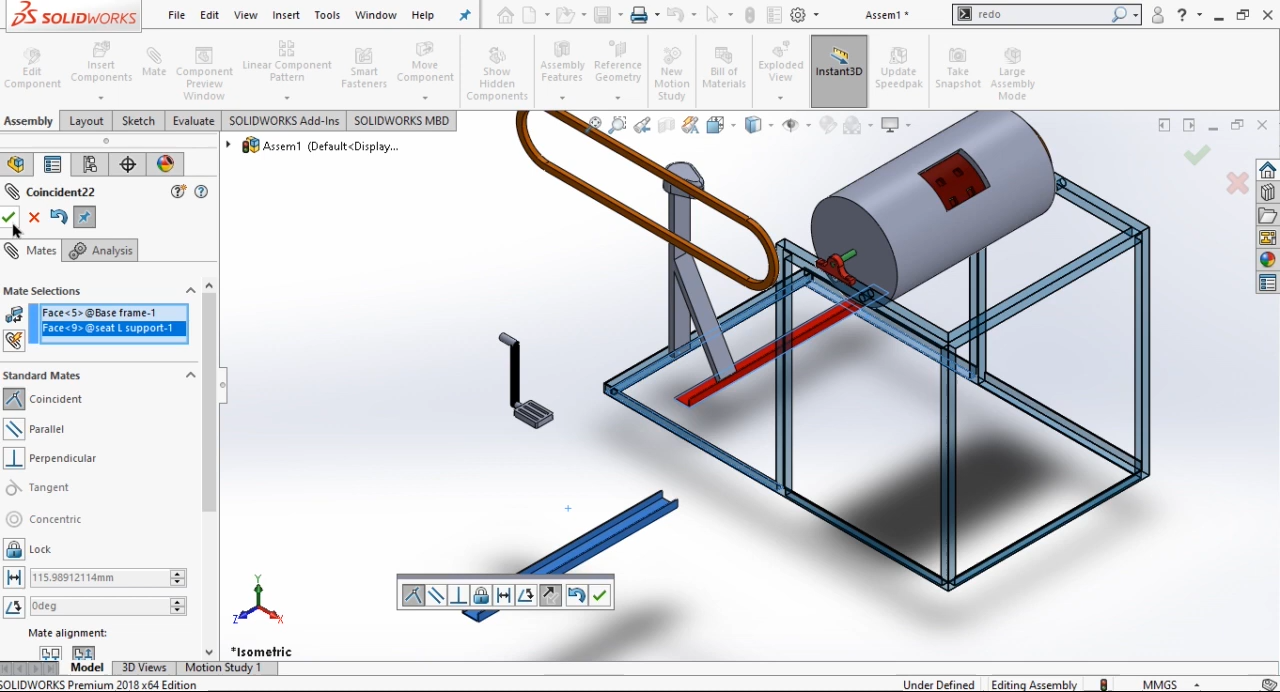 DS SOLIDWORKS File Edit View Insert Tools Window Help Assem1 * redo
Edit Component
Insert Components
Mate
Component Preview Window
Linear Component Pattern
Smart Fasteners
Move Component
Show Hidden Components
Assembly Features
Reference Geometry
New Motion Study
Bill of Materials
Exploded View
Instant3D
Update Speedpak
Take Snapshot
Large Assembly Mode
Assembly Layout Sketch Evaluate SOLIDWORKS Add-Ins SOLIDWORKS MBD
Assem1 (Default<Display...
Coincident22
Mates Analysis
Mate Selections
Face<5>@Base frame-1
Face<9>@seat L support-1
Standard Mates
Coincident
Parallel
Perpendicular
Tangent
Concentric
Lock
115.98912114mm
0deg
Mate alignment:
Y
Z
X
*Isometric
Model 3D Views Motion Study 1
SOLIDWORKS Premium 2018 x64 Edition Under Defined Editing Assembly MMGS